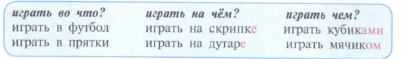 играть во что? играть на чём? играть чем?
играть в футбол играть на скрипке играть кубиками
играть в прятки играть на дутаре играть мячиком